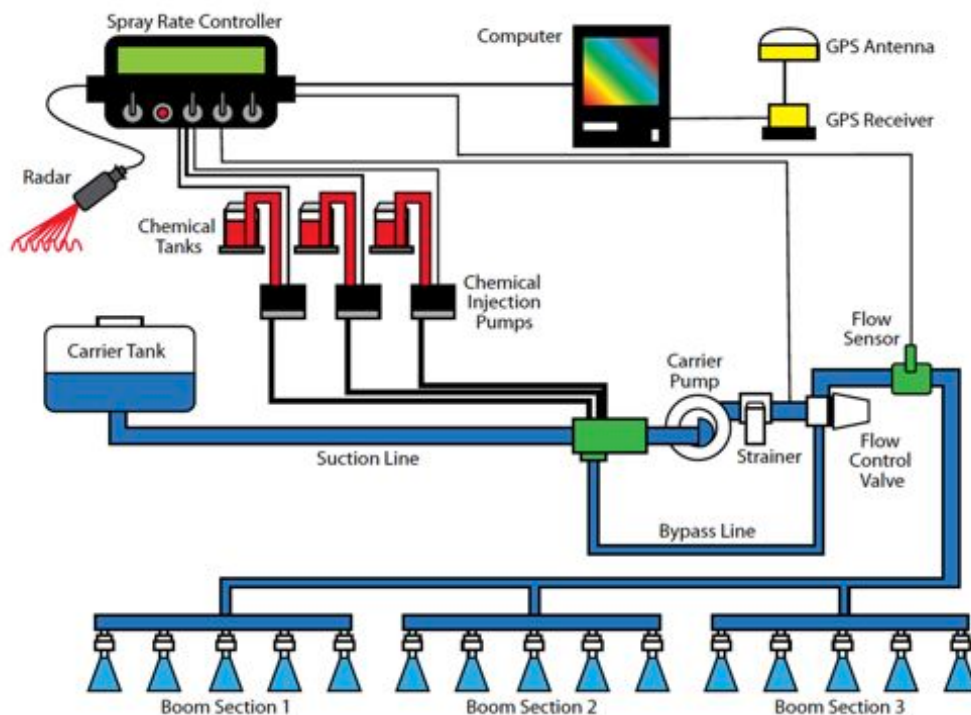 Spray Rate Controller
Computer
GPS Antenna
GPS Receiver
Radar
Chemical
Tanks
Chemical
Injection
Pumps
Flow
Sensor
Carrier Tank
Carrier
Pump
Suction Line
Strainer
Flow
Control
Valve
Bypass Line
Boom Section 1
Boom Section 2
Boom Section 3